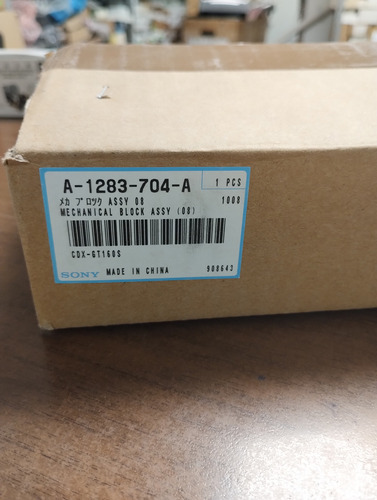 A-1283-704-A 1 PCS
メカ ブロック ASSY 08 1008
MECHANICAL BLOCK ASSY (08)
CDX-GT160S
SONY MADE IN CHINA 908643